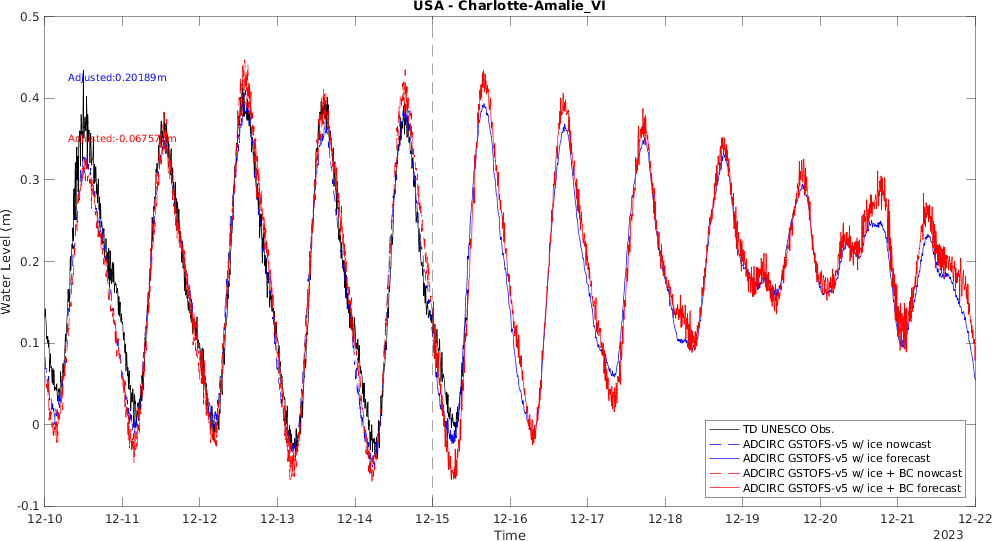 USA - Charlotte-Amalie_VI
0.5
0.4
0.3
0.2
0.1
0
-0.1
Water Level (m)
Adjusted:0.20189m
TD UNESCO Obs.
ADCIRC GSTOFS-v5 w/ ice nowcast
ADCIRC GSTOFS-v5 w/ ice forecast
ADCIRC GSTOFS-v5 w/ ice + BC nowcast
ADCIRC GSTOFS-v5 w/ ice + BC forecast
12-10 12-11 12-12 12-13 12-14 12-15 12-16 12-17 12-18 12-19 12-20 12-21 12-22
Time
2023